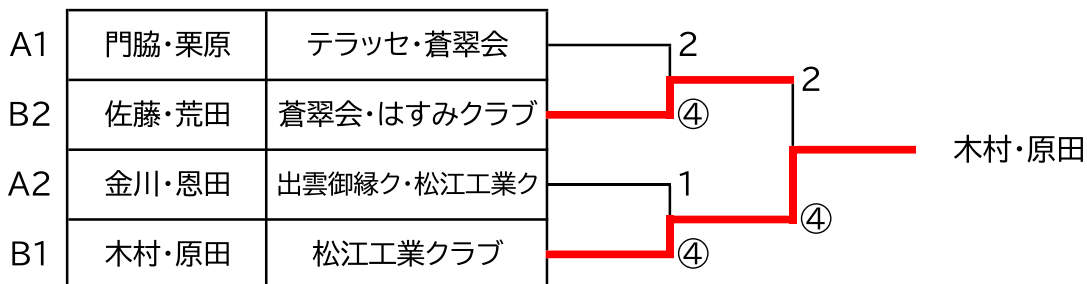 A1 門脇・栗原 テラッセ・蒼翠会 2
2
B2 佐藤・荒田 蒼翠会・はすみクラブ ④
木村・原田
A2 金川・恩田 出雲御縁ク・松江工業ク 1
④
B1 木村・原田 松江工業クラブ ④